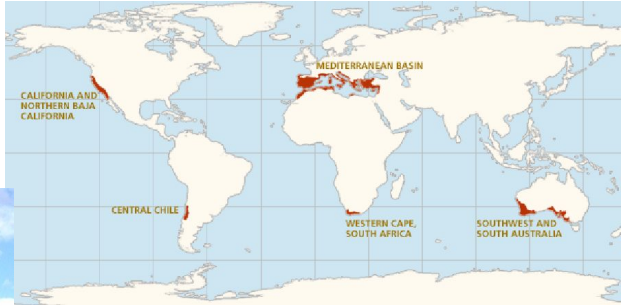 MEDITERRANEAN BASIN
CALIFORNIA AND
NORTHERN BAJA
CALIFORNIA
CENTRAL CHILE
WESTERN CAPE,
SOUTH AFRICA
SOUTHWEST AND
SOUTH AUSTRALIA